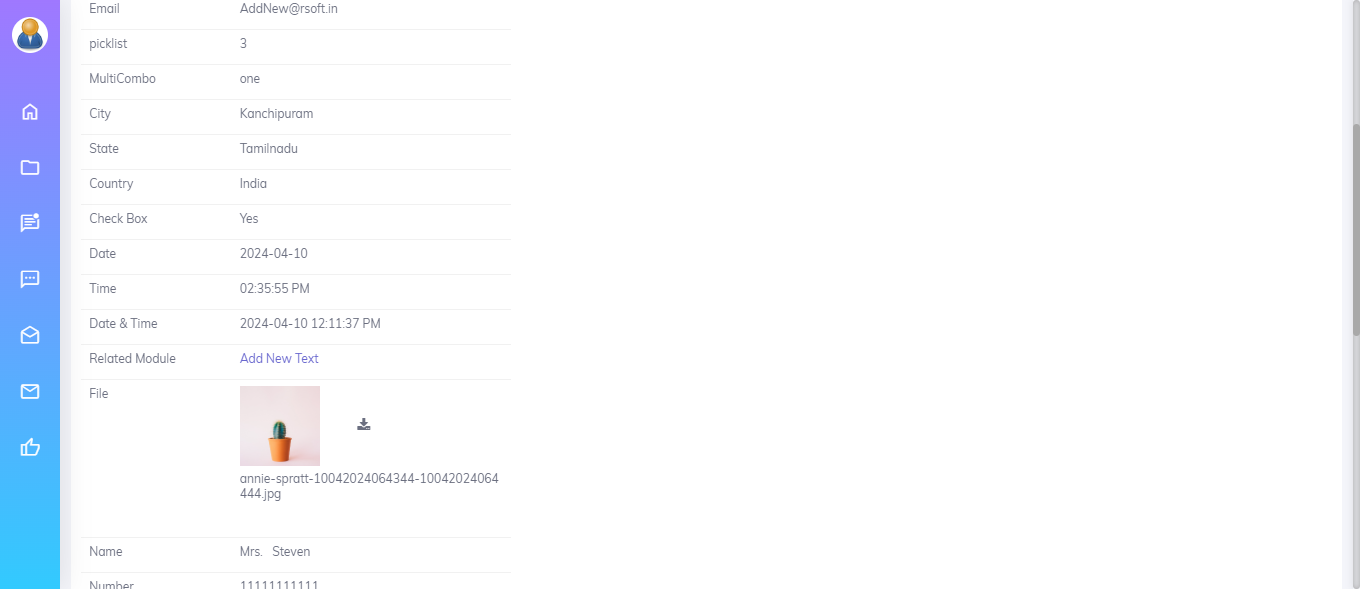 Email AddNew@rsoft.in
picklist 3
MultiCombo one
City Kanchipuram
State Tamilnadu
Country India
Check Box Yes
Date 2024-04-10
Time 02:35:55 PM
Date & Time 2024-04-10 12:11:37 PM
Related Module Add New Text
File
annie-spratt-10042024064344-10042024064
444.jpg
Name Mrs. Steven
Number 11111111111